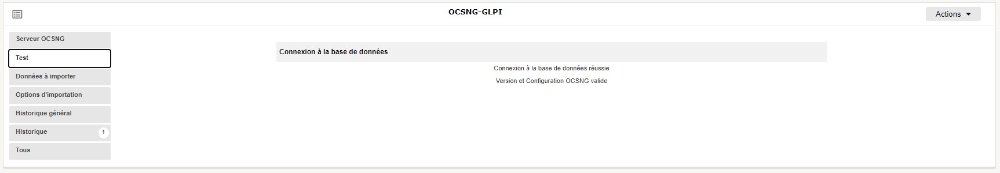 OCSNG-GLPI
Actions
Serveur OCSNG
Test
Données à importer
Options d'importation
Historique général
Historique 1
Tous
Connexion à la base de données
Connexion à la base de données réussie
Version et Configuration OCSNG valide